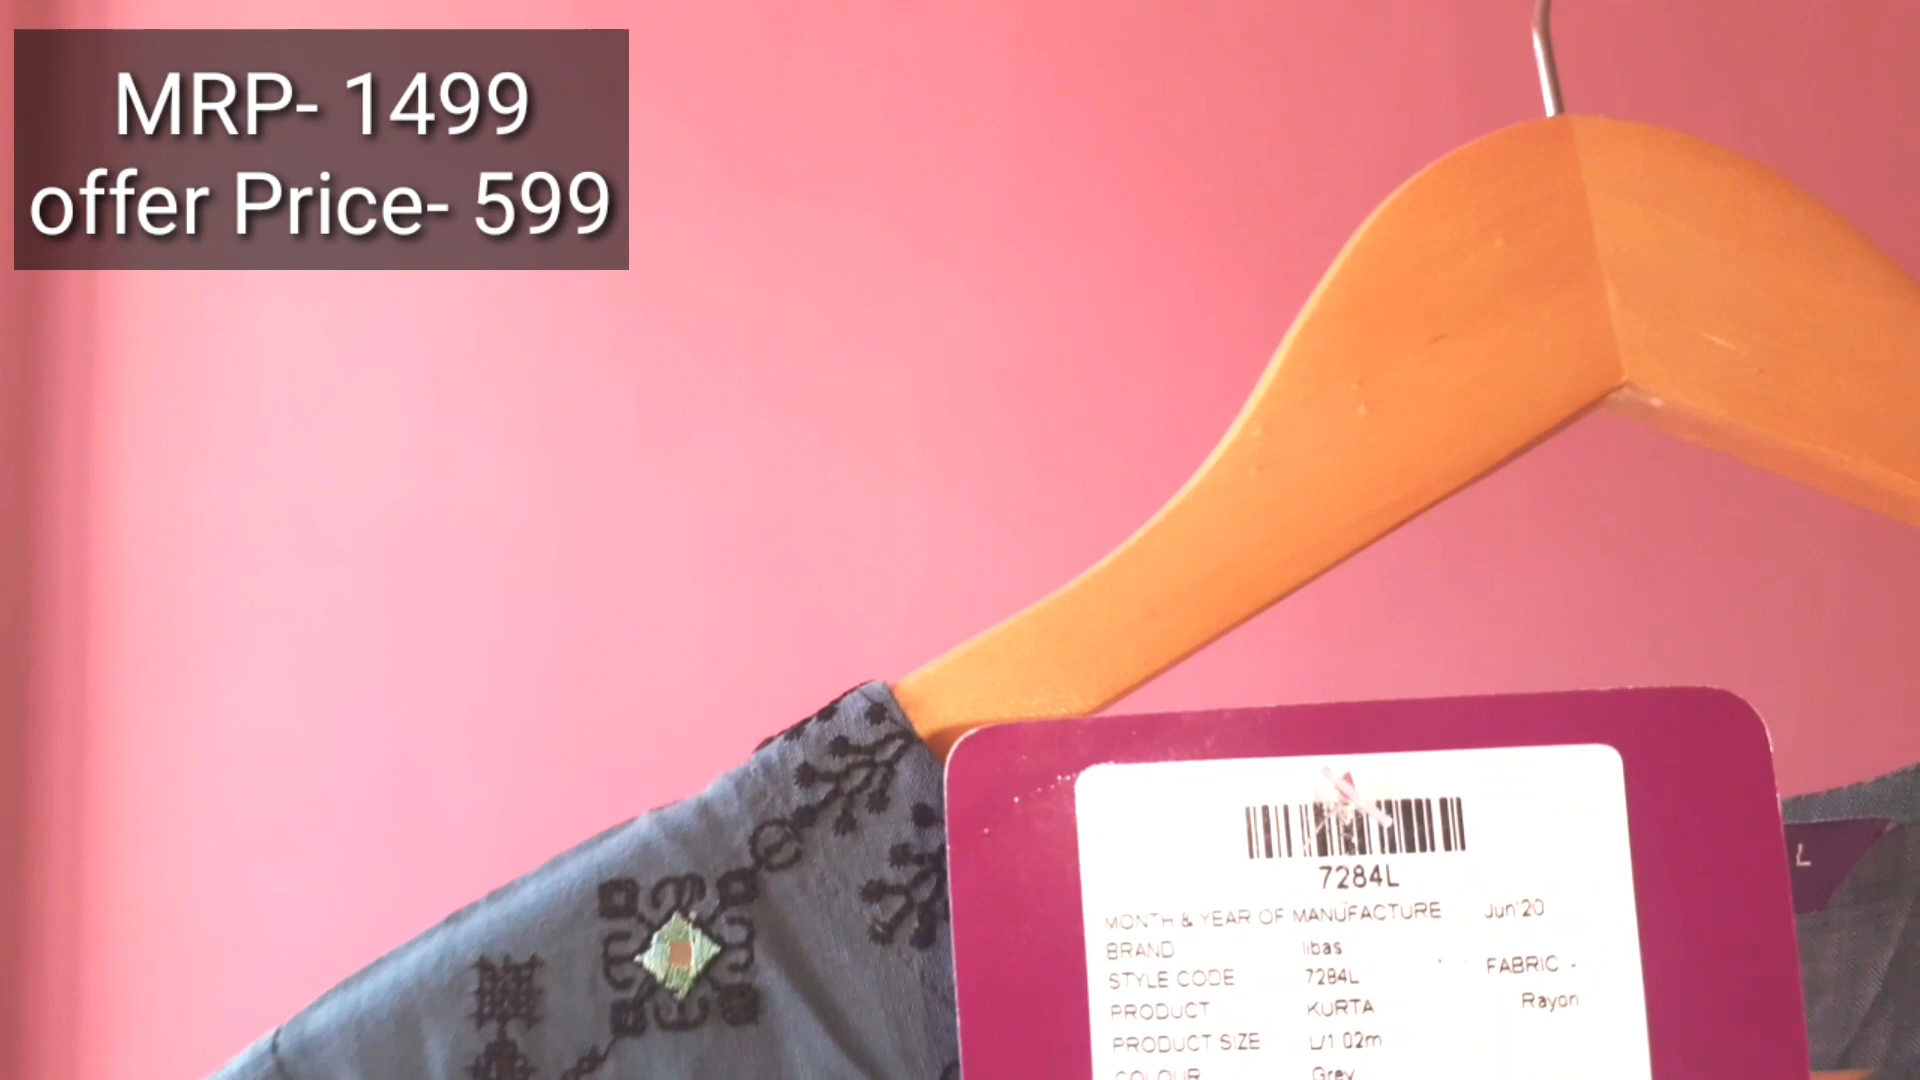 MRP- 1499
offer Price- 599
7284L
MONTH & YEAR OF MANUFACTURE Jun'20
BRAND libas
STYLE CODE 7284L FABRIC -
PRODUCT KURTA Rayon
PRODUCT SIZE L/1.02m
COLOUR Grey
L